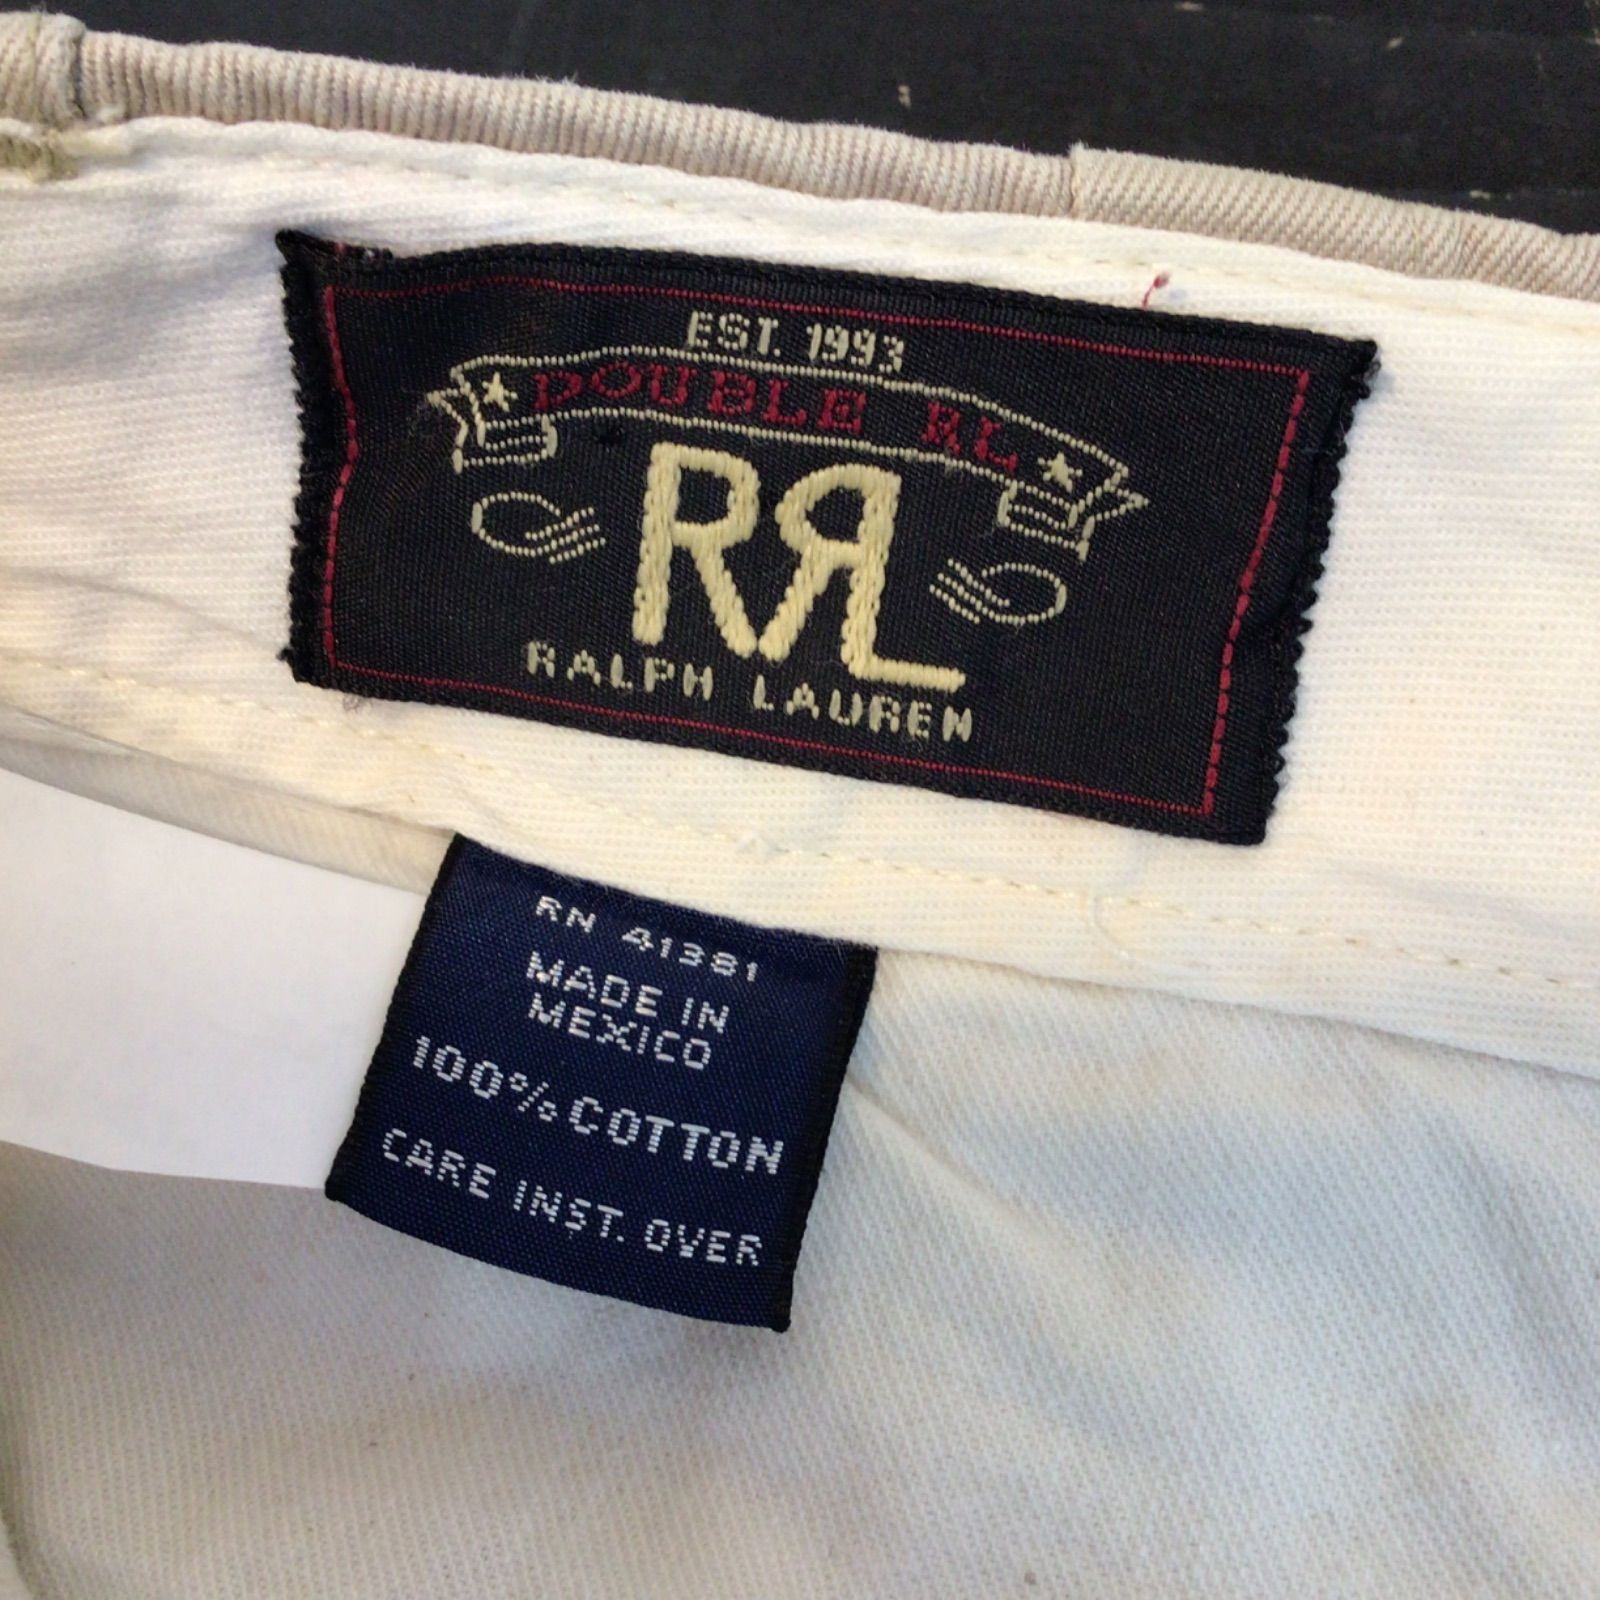 EST. 1993
DOUBLE RL
RRL
RALPH LAUREN
RN 41381
MADE IN
MEXICO
100% COTTON
CARE INST. OVER